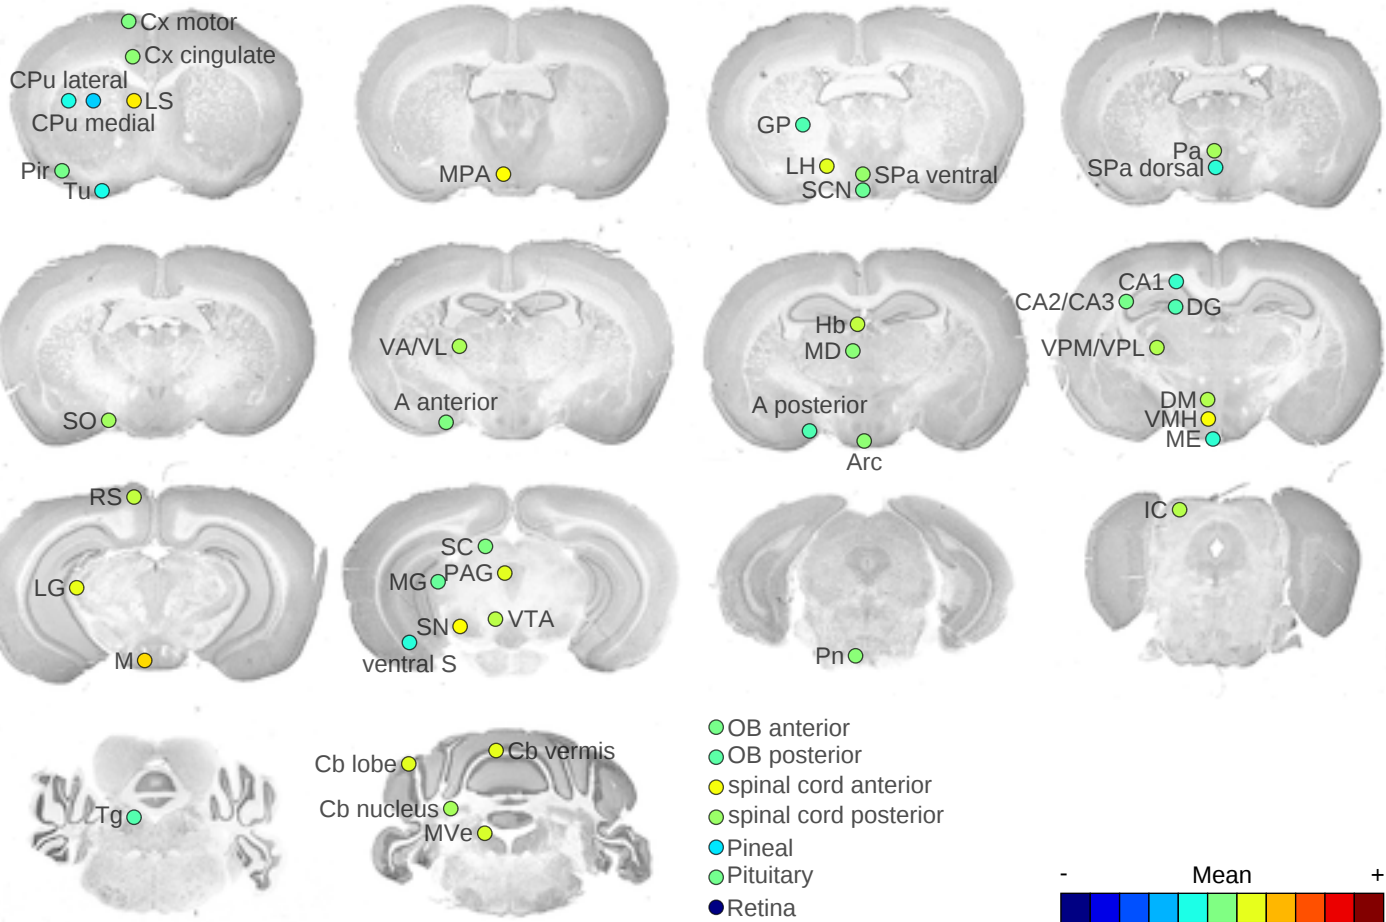 Cx motor
Cx cingulate
CPu lateral
LS
CPu medial
Pir
Tu
MPA
GP
LH
SPa ventral
SCN
Pa
SPa dorsal
SO
VA/VL
A anterior
Hb
MD
A posterior
Arc
CA1
CA2/CA3
DG
VPM/VPL
DM
VMH
ME
RS
LG
M
SC
MG
PAG
SN
VTA
ventral S
Pn
IC
Tg
Cb lobe
Cb vermis
Cb nucleus
MVe
OB anterior
OB posterior
spinal cord anterior
spinal cord posterior
Pineal
Pituitary
Retina
- Mean +